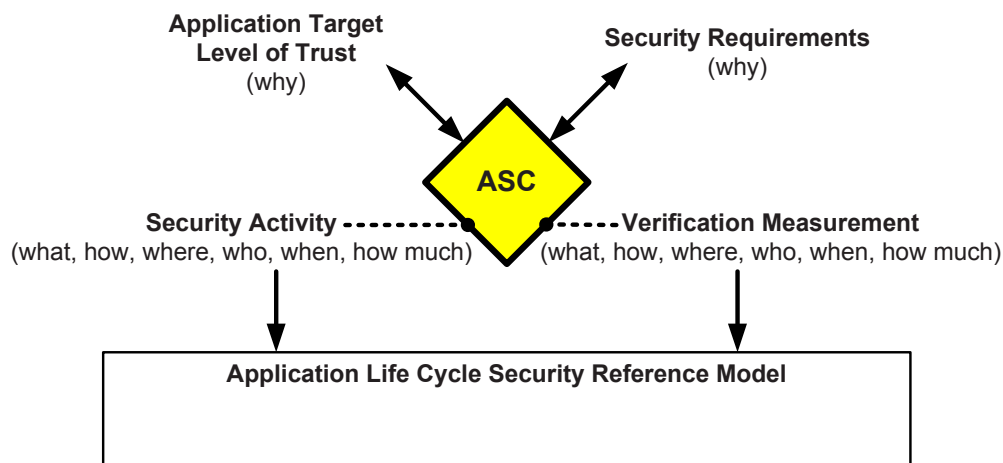 Application Target
Level of Trust
(why)
Security Requirements
(why)
ASC
Security Activity
(what, how, where, who, when, how much)
Verification Measurement
(what, how, where, who, when, how much)
Application Life Cycle Security Reference Model